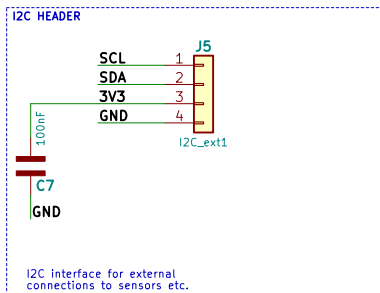 I2C HEADER
J5
SCL 1
SDA 2
3V3 3
GND 4
I2C_ext1
100nF
C7
GND
I2C interface for external
connections to sensors etc.